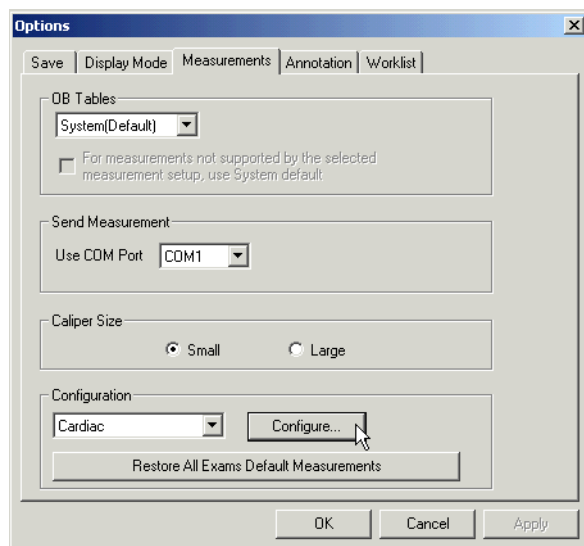 Options
Save Display Mode Measurements Annotation Worklist
OB Tables
System(Default)
For measurements not supported by the selected
measurement setup, use System default
Send Measurement
Use COM Port COM1
Caliper Size
Small Large
Configuration
Cardiac Configure...
Restore All Exams Default Measurements
OK Cancel Apply